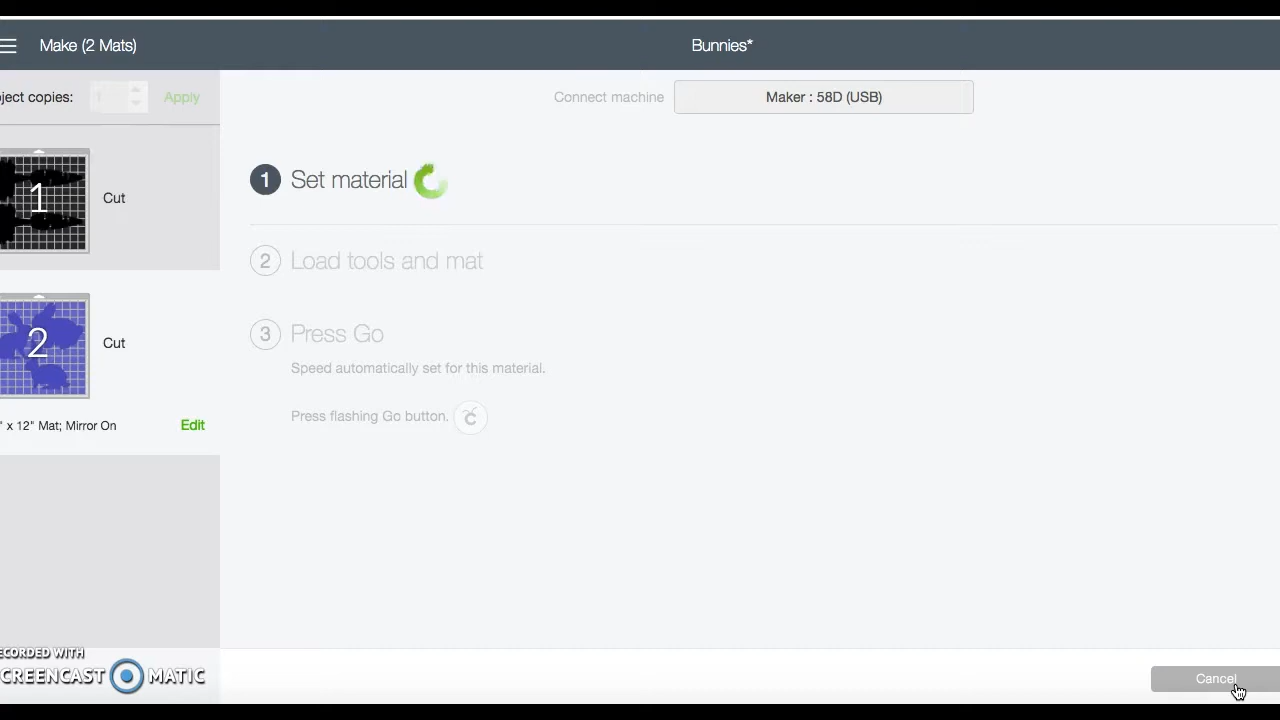 Make (2 Mats)
Bunnies*
ject copies:
1
Apply
Connect machine
Maker : 58D (USB)
1
Cut
1 Set material
2 Load tools and mat
2
Cut
3 Press Go
Speed automatically set for this material.
Press flashing Go button.
" x 12" Mat; Mirror On
Edit
ECORDED WITH
CREENCAST MATIC
Cancel